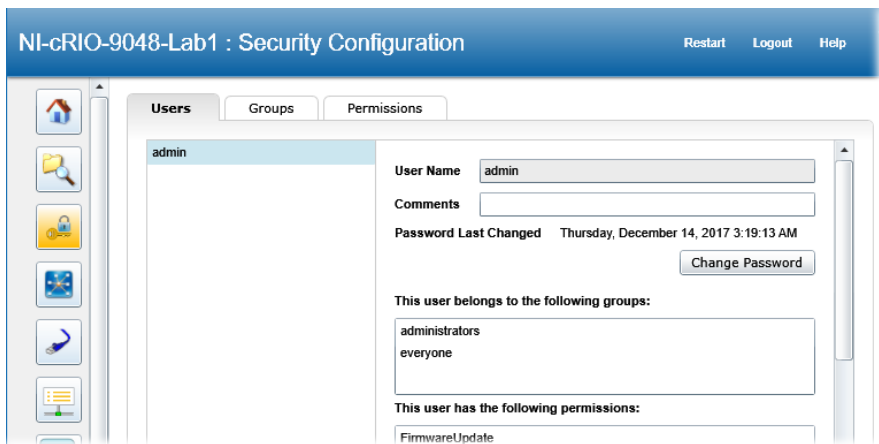 NI-cRIO-9048-Lab1 : Security Configuration
Restart Logout Help
Users Groups Permissions
admin
User Name admin
Comments
Password Last Changed Thursday, December 14, 2017 3:19:13 AM
Change Password
This user belongs to the following groups:
administrators
everyone
This user has the following permissions:
FirmwareUpdate